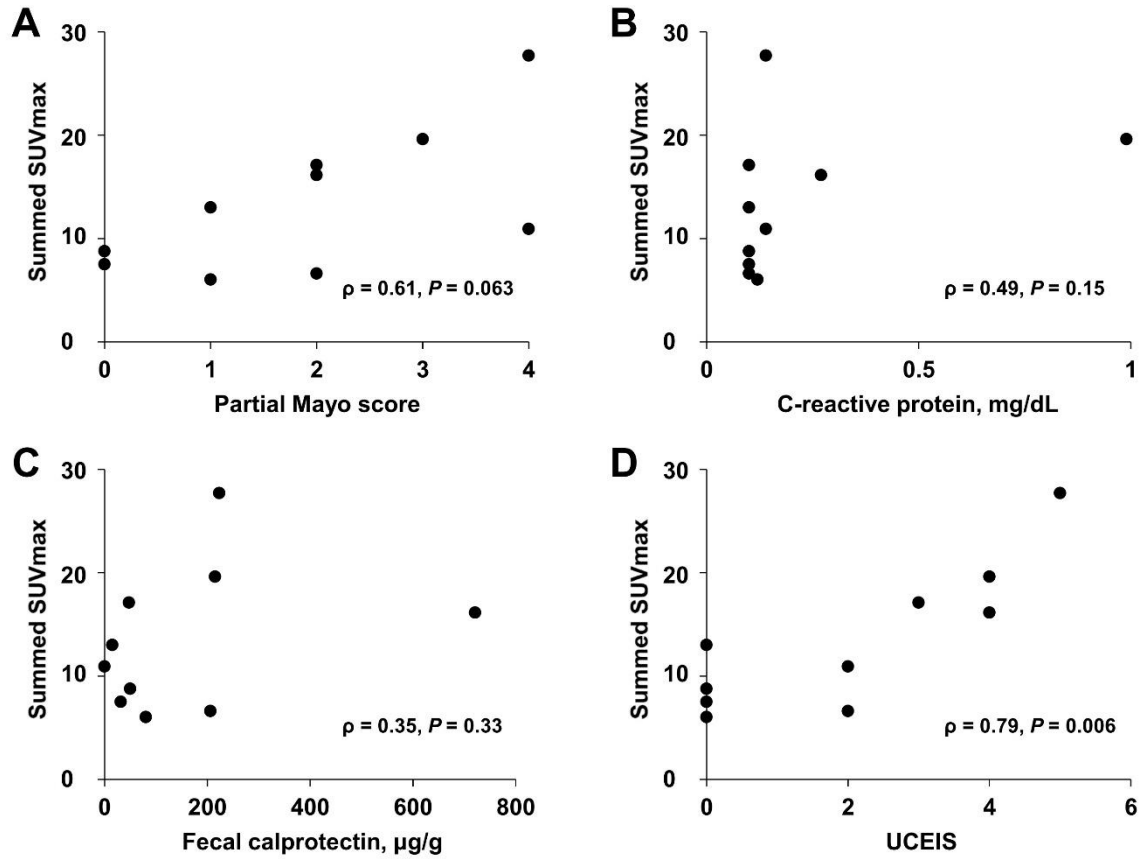 A
30
20
10
0
Summed SUVmax
ρ = 0.61, P = 0.063
0 1 2 3 4
Partial Mayo score
B
30
20
10
0
Summed SUVmax
ρ = 0.49, P = 0.15
0 0.5 1
C-reactive protein, mg/dL
C
30
20
10
0
Summed SUVmax
ρ = 0.35, P = 0.33
0 200 400 600 800
Fecal calprotectin, μg/g
D
30
20
10
0
Summed SUVmax
ρ = 0.79, P = 0.006
0 2 4 6
UCEIS